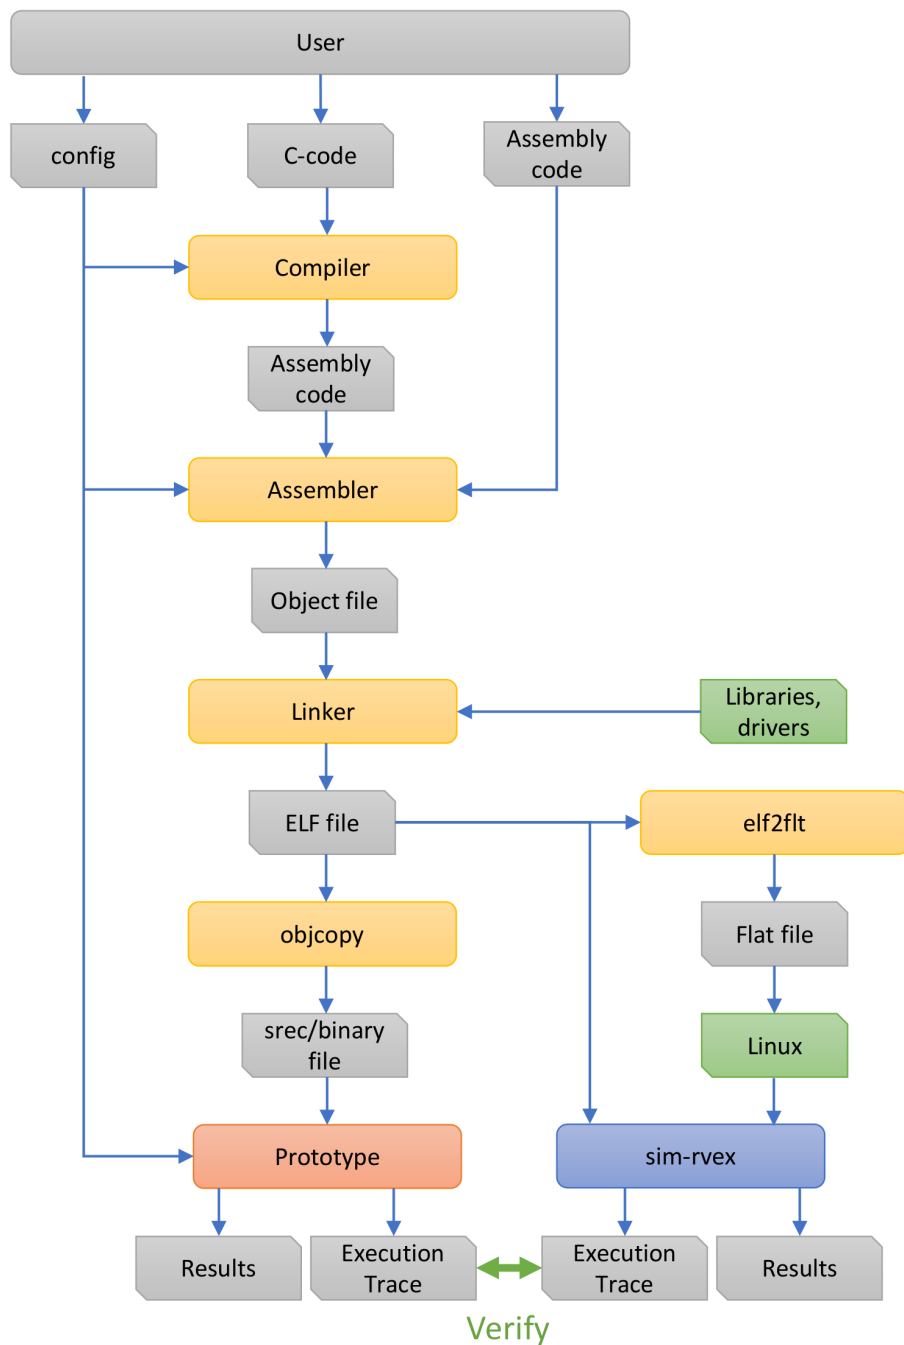 User
config
C-code
Assembly
code
Compiler
Assembly
code
Assembler
Object file
Linker
Libraries,
drivers
ELF file
elf2flt
objcopy
Flat file
srec/binary
file
Linux
Prototype
sim-rvex
Results
Execution
Trace
Execution
Trace
Results
Verify